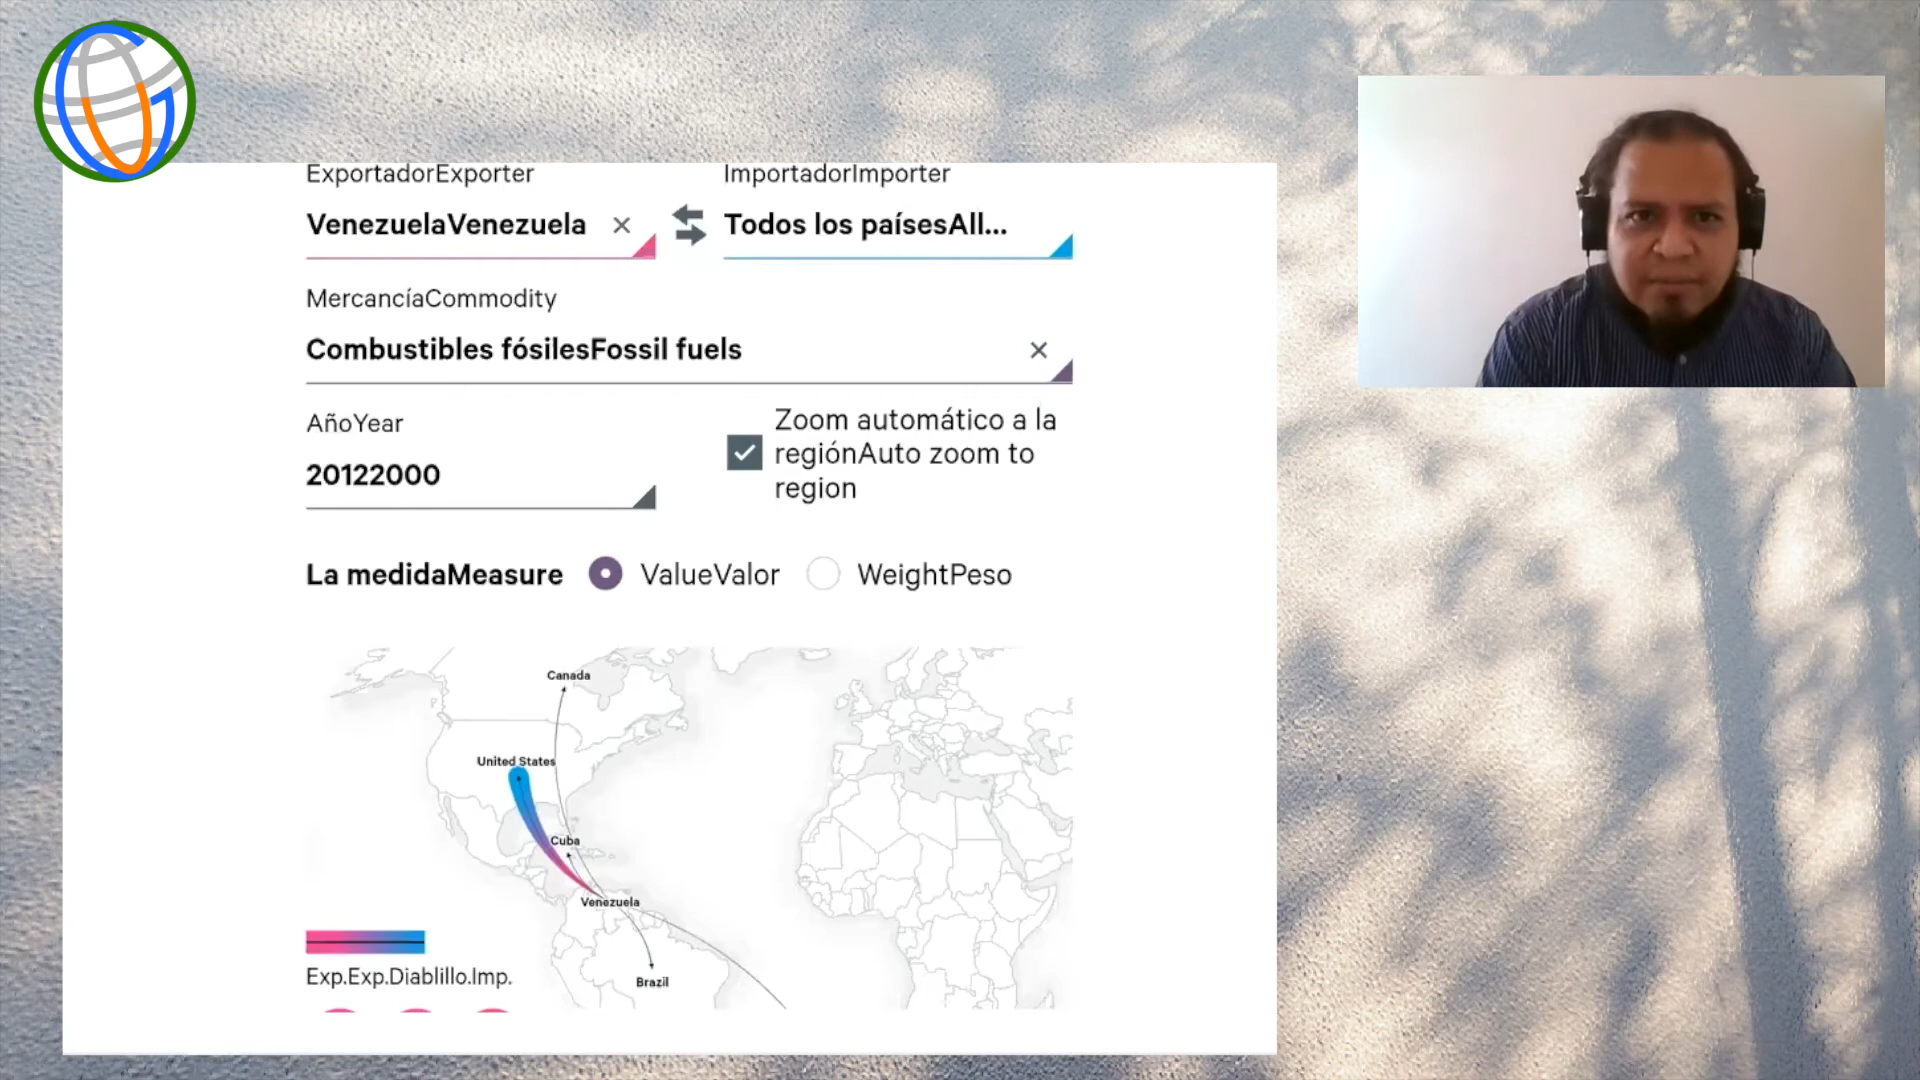 ExportadorExporter
ImportadorImporter
VenezuelaVenezuela
Todos los paísesAll...
MercancíaCommodity
Combustibles fósilesFossil fuels
AñoYear
20122000
Zoom automático a la
regiónAuto zoom to
region
La medidaMeasure
ValueValor
WeightPeso
Canada
United States
Cuba
Venezuela
Brazil
Exp.Exp.Diablillo.Imp.